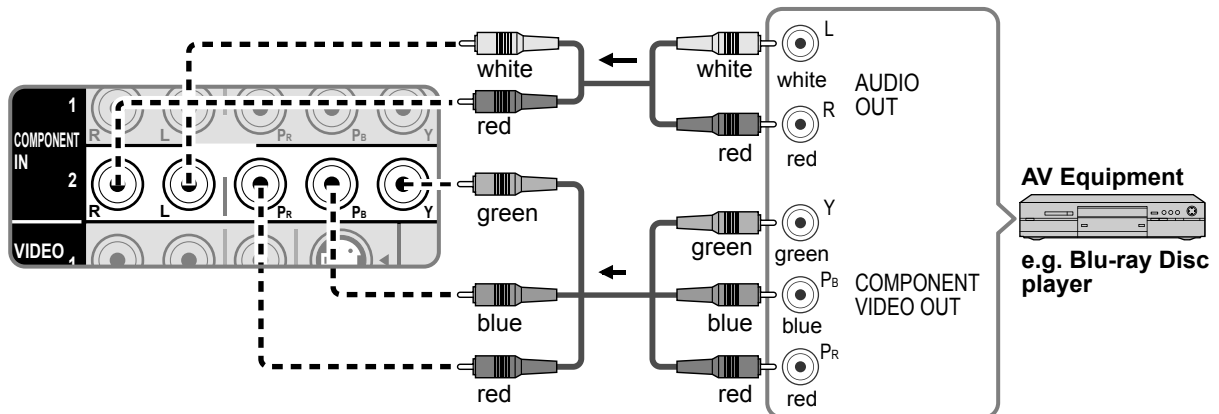 white
red
green
blue
red
white
red
green
blue
red
L
white
R
red
AUDIO
OUT
Y
green
PB
blue
PR
red
COMPONENT
VIDEO OUT
AV Equipment
e.g. Blu-ray Disc
player
COMPONENT
IN
1
R L PR PB Y
2
R L PR PB Y
VIDEO 1